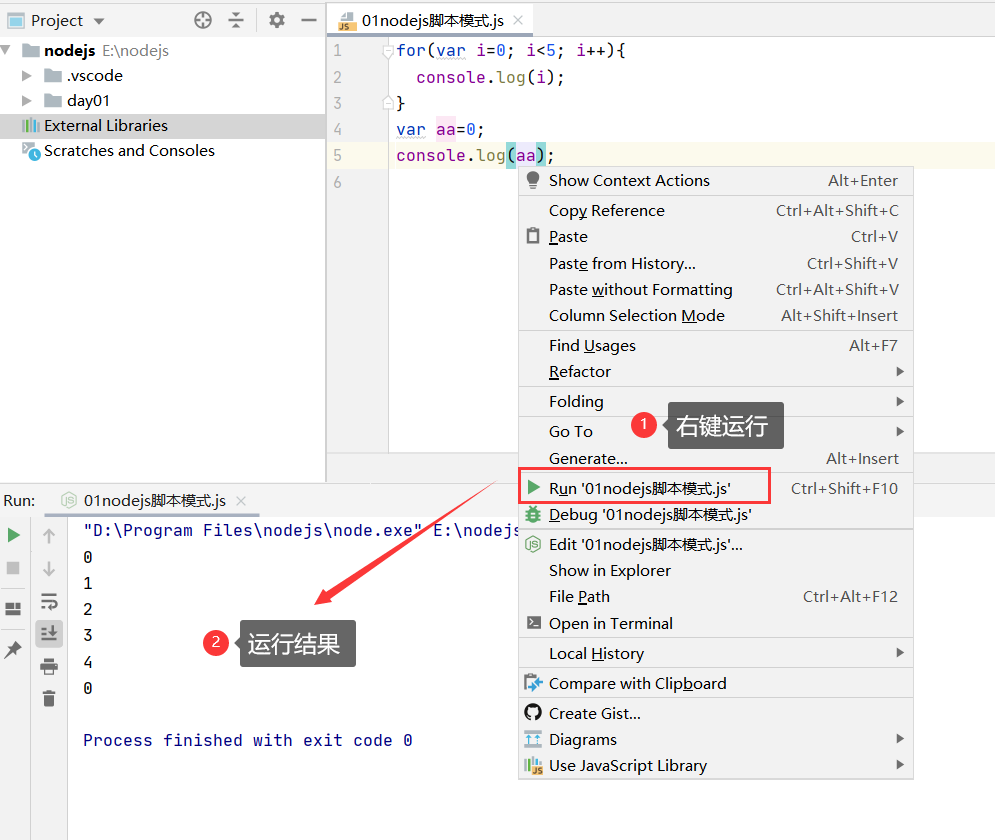 Project
01nodejs脚本模式.js
nodejs E:\nodejs
.vscode
day01
External Libraries
Scratches and Consoles
1 for(var i=0; i<5; i++){
2 console.log(i);
3 }
4 var aa=0;
5 console.log(aa);
6
Show Context Actions Alt+Enter
Copy Reference Ctrl+Alt+Shift+C
Paste Ctrl+V
Paste from History... Ctrl+Shift+V
Paste without Formatting Ctrl+Alt+Shift+V
Column Selection Mode Alt+Shift+Insert
Find Usages Alt+F7
Refactor
Folding
Go To
1 右键运行
Generate... Alt+Insert
Run '01nodejs脚本模式.js' Ctrl+Shift+F10
Debug '01nodejs脚本模式.js'
Edit '01nodejs脚本模式.js'...
Show in Explorer
File Path Ctrl+Alt+F12
Open in Terminal
Local History
Compare with Clipboard
Create Gist...
Diagrams
Use JavaScript Library
Run: 01nodejs脚本模式.js
"D:\Program Files\nodejs\node.exe" E:\nodejs
0
1
2
3
4
0
2 运行结果
Process finished with exit code 0